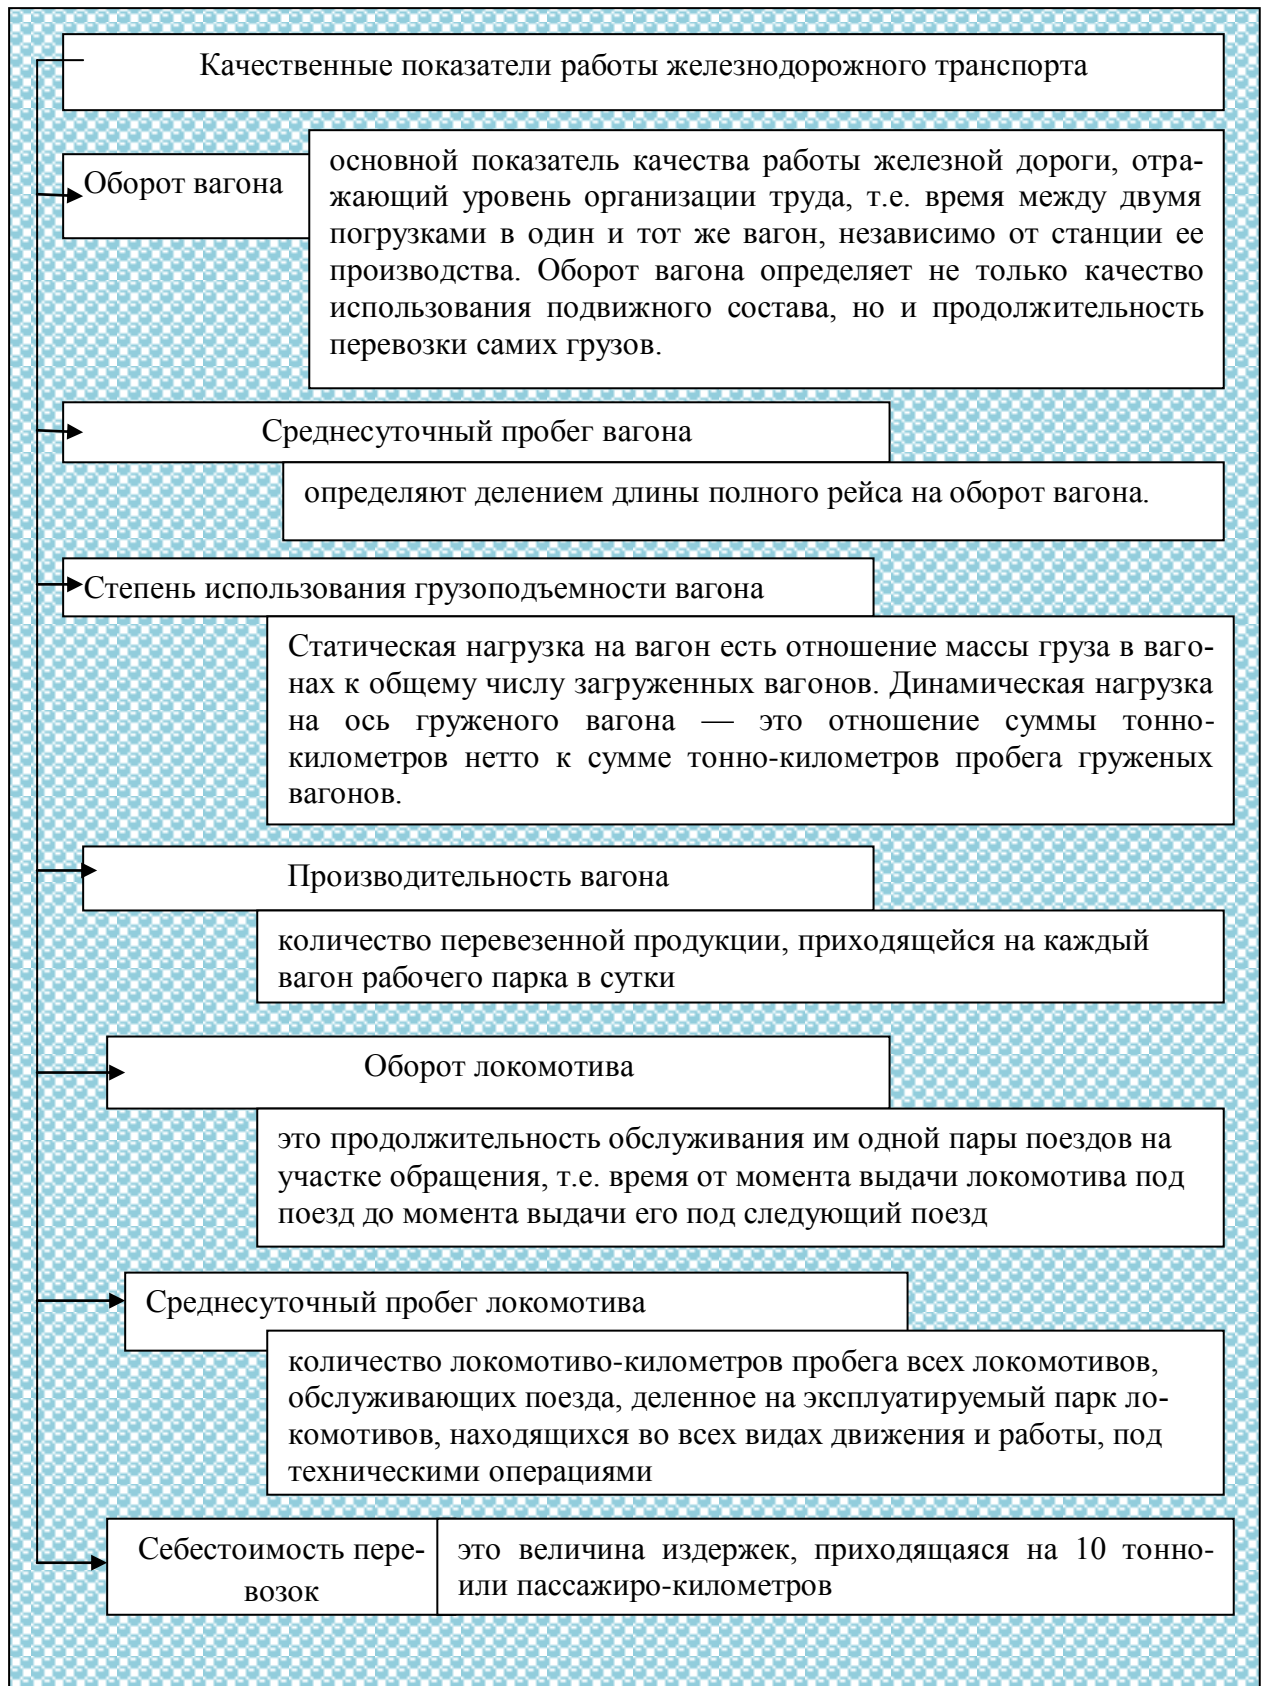 Качественные показатели работы железнодорожного транспорта
Оборот вагона
основной показатель качества работы железной дороги, отра-
жающий уровень организации труда, т.е. время между двумя
погрузками в один и тот же вагон, независимо от станции ее
производства. Оборот вагона определяет не только качество
использования подвижного состава, но и продолжительность
перевозки самих грузов.
Среднесуточный пробег вагона
определяют делением длины полного рейса на оборот вагона.
Степень использования грузоподъемности вагона
Статическая нагрузка на вагон есть отношение массы груза в ваго-
нах к общему числу загруженных вагонов. Динамическая нагрузка
на ось груженого вагона — это отношение суммы тонно-
километров нетто к сумме тонно-километров пробега груженых
вагонов.
Производительность вагона
количество перевезенной продукции, приходящейся на каждый
вагон рабочего парка в сутки
Оборот локомотива
это продолжительность обслуживания им одной пары поездов на
участке обращения, т.е. время от момента выдачи локомотива под
поезд до момента выдачи его под следующий поезд
Среднесуточный пробег локомотива
количество локомотиво-километров пробега всех локомотивов,
обслуживающих поезда, деленное на эксплуатируемый парк ло-
комотивов, находящихся во всех видах движения и работы, под
техническими операциями
Себестоимость пере-
возок
это величина издержек, приходящаяся на 10 тонно-
или пассажиро-километров